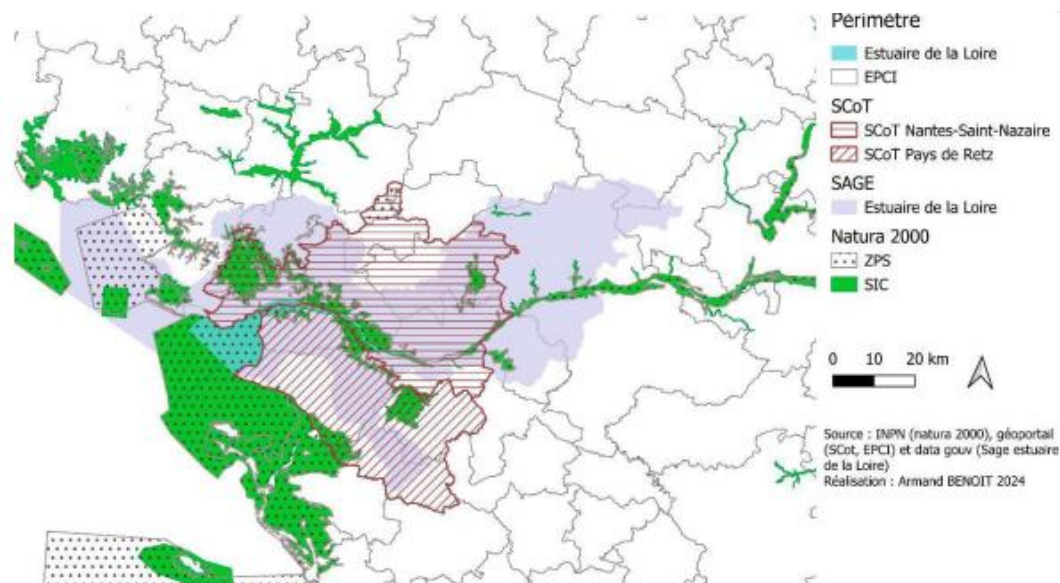 Périmètre
Estuaire de la Loire
EPCI
SCoT
SCoT Nantes-Saint-Nazaire
SCoT Pays de Retz
SAGE
Estuaire de la Loire
Natura 2000
ZPS
SIC
0 10 20 km
Source : INPN (natura 2000), géoportail
(SCot, EPCI) et data gouv (Sage estuaire
de la Loire)
Réalisation : Armand BENOIT 2024